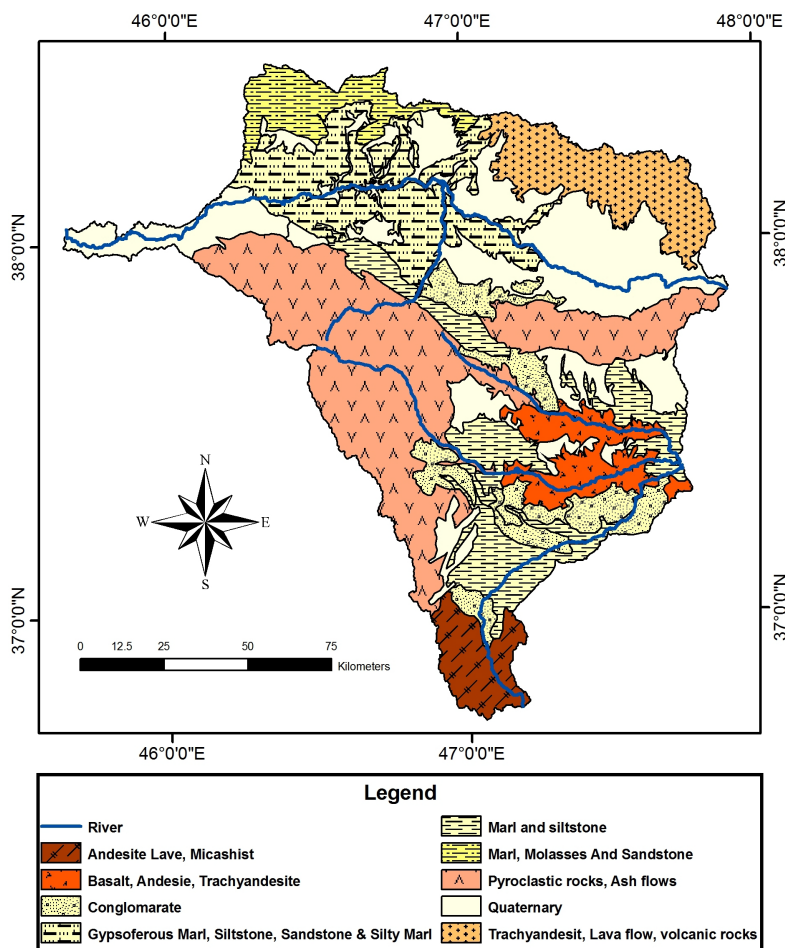 46°0'0"E 47°0'0"E 48°0'0"E
38°0'0"N 38°0'0"N
N
W E
S
37°0'0"N 37°0'0"N
0 12.5 25 50 75
Kilometers
46°0'0"E 47°0'0"E
Legend
River
Andesite Lave, Micashist
Basalt, Andesie, Trachyandesite
Conglomarate
Gypsoferous Marl, Siltstone, Sandstone & Silty Marl
Marl and siltstone
Marl, Molasses And Sandstone
Pyroclastic rocks, Ash flows
Quaternary
Trachyandesit, Lava flow, volcanic rocks